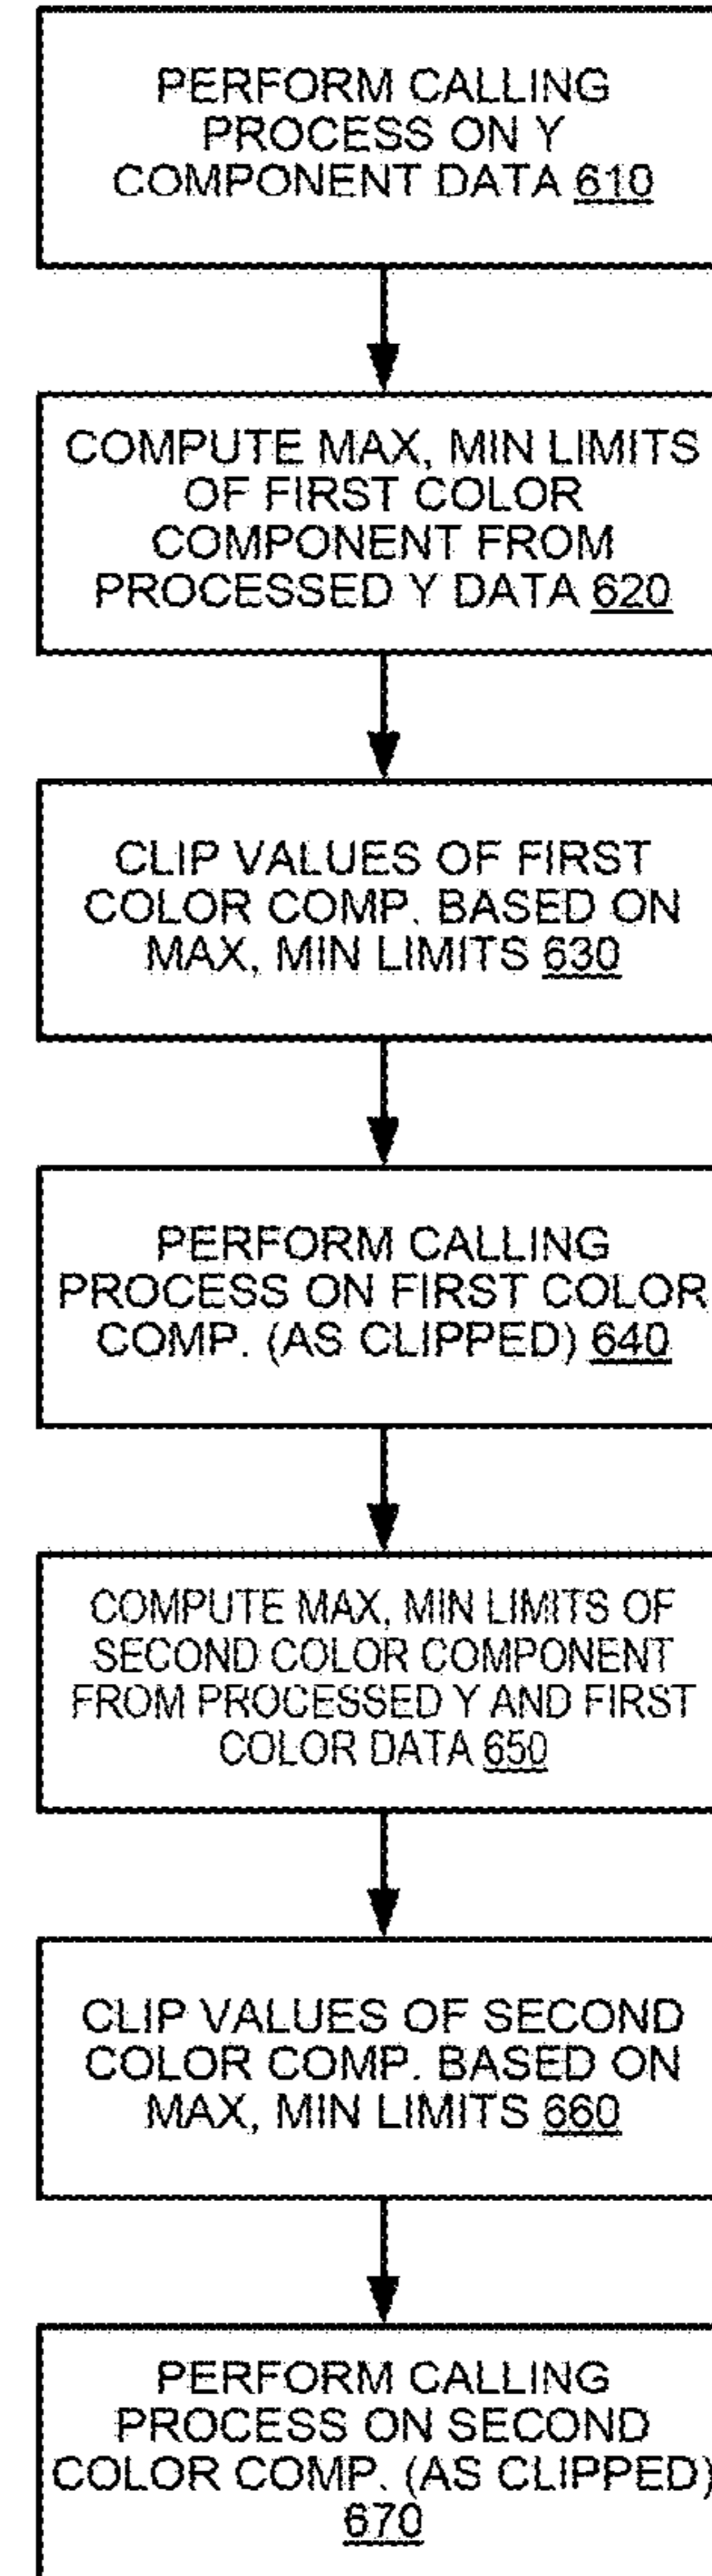 PERFORM CALLING
PROCESS ON Y
COMPONENT DATA 610
COMPUTE MAX, MIN LIMITS
OF FIRST COLOR
COMPONENT FROM
PROCESSED Y DATA 620
CLIP VALUES OF FIRST
COLOR COMP. BASED ON
MAX, MIN LIMITS 630
PERFORM CALLING
PROCESS ON FIRST COLOR
COMP. (AS CLIPPED) 640
COMPUTE MAX, MIN LIMITS OF
SECOND COLOR COMPONENT
FROM PROCESSED Y AND FIRST
COLOR DATA 650
CLIP VALUES OF SECOND
COLOR COMP. BASED ON
MAX, MIN LIMITS 660
PERFORM CALLING
PROCESS ON SECOND
COLOR COMP. (AS CLIPPED)
670